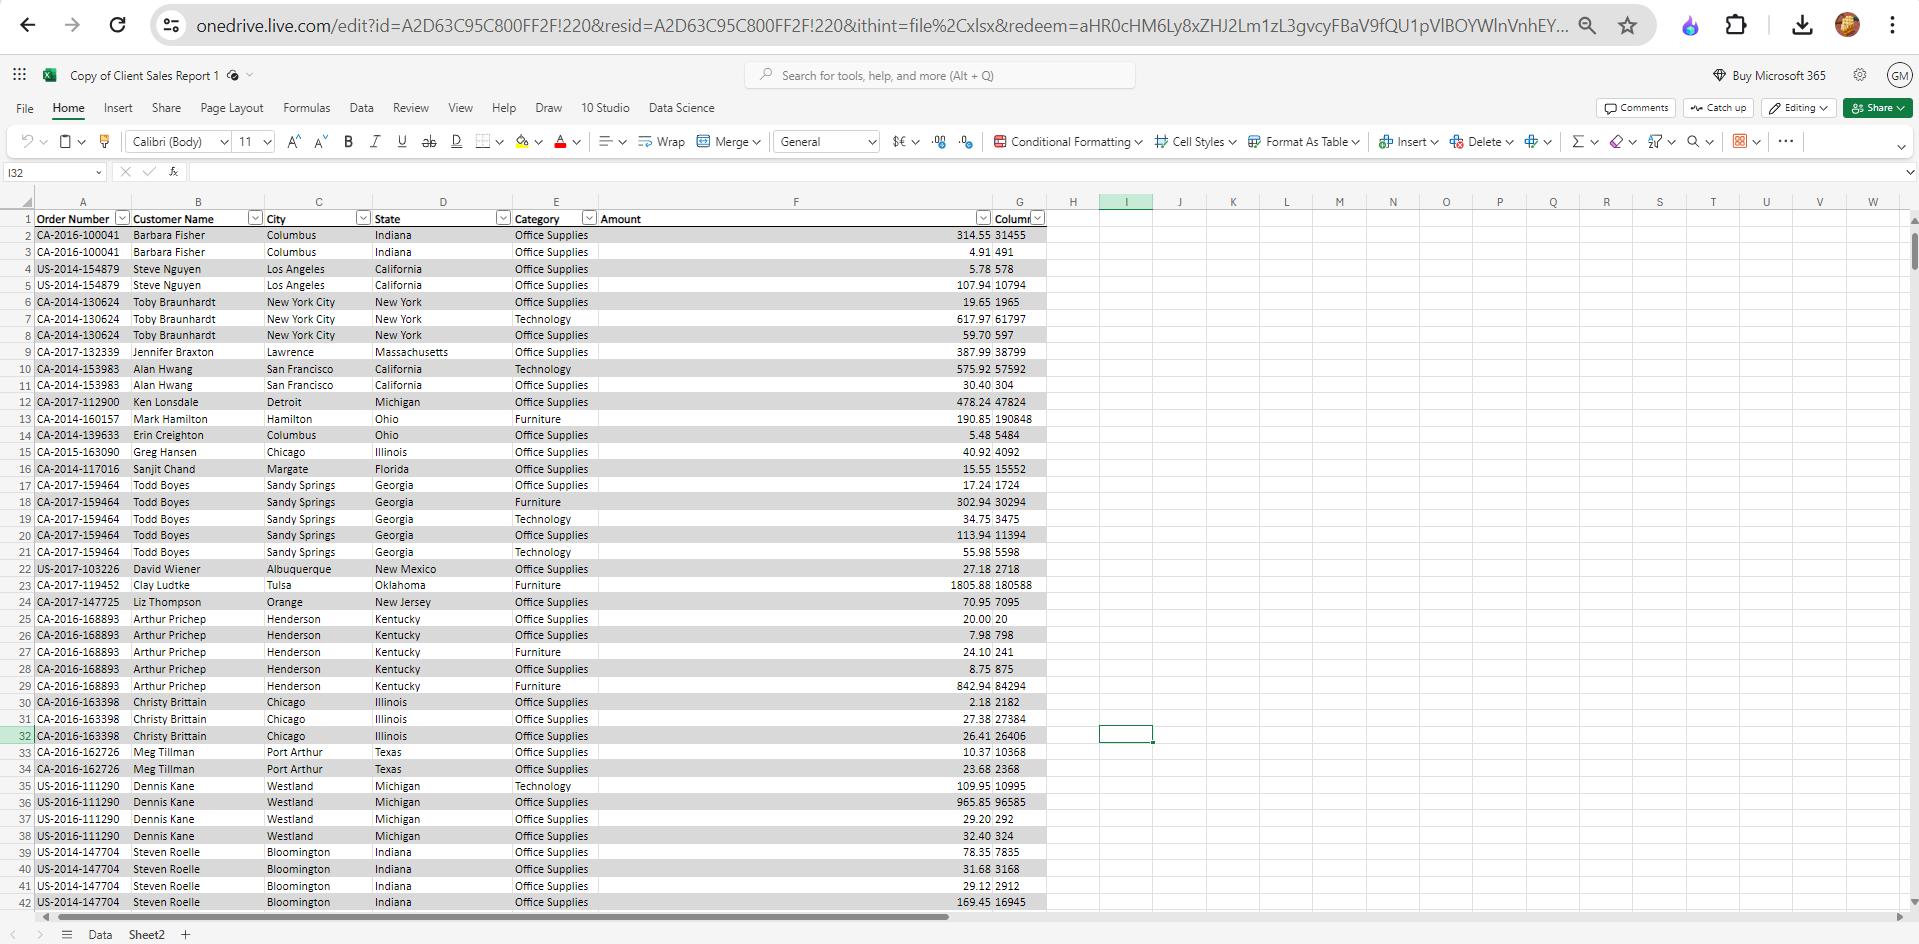 onedrive.live.com/edit?id=A2D63C95C800FF2F!220&resid=A2D63C95C800FF2F!220&ithint=file%2Cxlsx&redeem=aHR0cHM6Ly8xZHJ2Lm1zL3gvcyFBaV9fQU1pVlBOYWlnVnhEY...
Copy of Client Sales Report 1
Search for tools, help, and more (Alt + Q)
Buy Microsoft 365
GM
File Home Insert Share Page Layout Formulas Data Review View Help Draw 10 Studio Data Science
Comments Catch up Editing Share
Calibri (Body) 11 A A B I U ab D A Wrap Merge General $€ Conditional Formatting Cell Styles Format As Table Insert Delete Σ ...
I32 fx
A B C D E F G H I J K L M N O P Q R S T U V W
1 Order Number Customer Name City State Category Amount Column
2 CA-2016-100041 Barbara Fisher Columbus Indiana Office Supplies 314.55 31455
3 CA-2016-100041 Barbara Fisher Columbus Indiana Office Supplies 4.91 491
4 US-2014-154879 Steve Nguyen Los Angeles California Office Supplies 5.78 578
5 US-2014-154879 Steve Nguyen Los Angeles California Office Supplies 107.94 10794
6 CA-2014-130624 Toby Braunhardt New York City New York Office Supplies 19.65 1965
7 CA-2014-130624 Toby Braunhardt New York City New York Technology 617.97 61797
8 CA-2014-130624 Toby Braunhardt New York City New York Office Supplies 59.70 597
9 CA-2017-132339 Jennifer Braxton Lawrence Massachusetts Office Supplies 387.99 38799
10 CA-2014-153983 Alan Hwang San Francisco California Technology 575.92 57592
11 CA-2014-153983 Alan Hwang San Francisco California Office Supplies 30.40 304
12 CA-2017-112900 Ken Lonsdale Detroit Michigan Office Supplies 478.24 47824
13 CA-2014-160157 Mark Hamilton Hamilton Ohio Furniture 190.85 190848
14 CA-2014-139633 Erin Creighton Columbus Ohio Office Supplies 5.48 5484
15 CA-2015-163090 Greg Hansen Chicago Illinois Office Supplies 40.92 4092
16 CA-2014-117016 Sanjit Chand Margate Florida Office Supplies 15.55 15552
17 CA-2017-159464 Todd Boyes Sandy Springs Georgia Office Supplies 17.24 1724
18 CA-2017-159464 Todd Boyes Sandy Springs Georgia Furniture 302.94 30294
19 CA-2017-159464 Todd Boyes Sandy Springs Georgia Technology 34.75 3475
20 CA-2017-159464 Todd Boyes Sandy Springs Georgia Office Supplies 113.94 11394
21 CA-2017-159464 Todd Boyes Sandy Springs Georgia Technology 55.98 5598
22 US-2017-103226 David Wiener Albuquerque New Mexico Office Supplies 27.18 2718
23 CA-2017-119452 Clay Ludtke Tulsa Oklahoma Furniture 1805.88 180588
24 CA-2017-147725 Liz Thompson Orange New Jersey Office Supplies 70.95 7095
25 CA-2016-168893 Arthur Prichep Henderson Kentucky Office Supplies 20.00 20
26 CA-2016-168893 Arthur Prichep Henderson Kentucky Office Supplies 7.98 798
27 CA-2016-168893 Arthur Prichep Henderson Kentucky Furniture 24.10 241
28 CA-2016-168893 Arthur Prichep Henderson Kentucky Office Supplies 8.75 875
29 CA-2016-168893 Arthur Prichep Henderson Kentucky Furniture 842.94 84294
30 CA-2016-163398 Christy Brittain Chicago Illinois Office Supplies 2.18 2182
31 CA-2016-163398 Christy Brittain Chicago Illinois Office Supplies 27.38 27384
32 CA-2016-163398 Christy Brittain Chicago Illinois Office Supplies 26.41 26406
33 CA-2016-162726 Meg Tillman Port Arthur Texas Office Supplies 10.37 10368
34 CA-2016-162726 Meg Tillman Port Arthur Texas Office Supplies 23.68 2368
35 US-2016-111290 Dennis Kane Westland Michigan Technology 109.95 10995
36 US-2016-111290 Dennis Kane Westland Michigan Office Supplies 965.85 96585
37 US-2016-111290 Dennis Kane Westland Michigan Office Supplies 29.20 292
38 US-2016-111290 Dennis Kane Westland Michigan Office Supplies 32.40 324
39 US-2014-147704 Steven Roelle Bloomington Indiana Office Supplies 78.35 7835
40 US-2014-147704 Steven Roelle Bloomington Indiana Office Supplies 31.68 3168
41 US-2014-147704 Steven Roelle Bloomington Indiana Office Supplies 29.12 2912
42 US-2014-147704 Steven Roelle Bloomington Indiana Office Supplies 169.45 16945
Data Sheet2 +